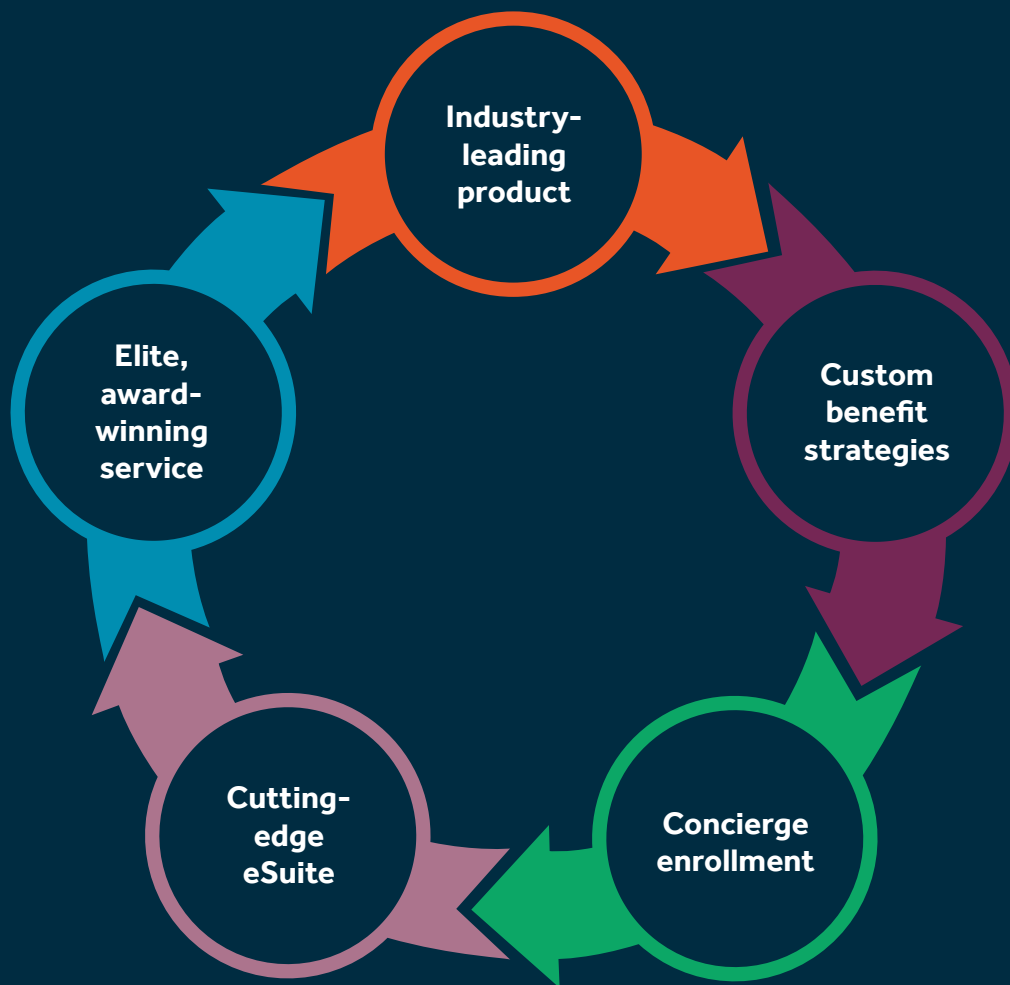 Industry-
leading
product
Custom
benefit
strategies
Concierge
enrollment
Cutting-
edge
eSuite
Elite,
award-
winning
service